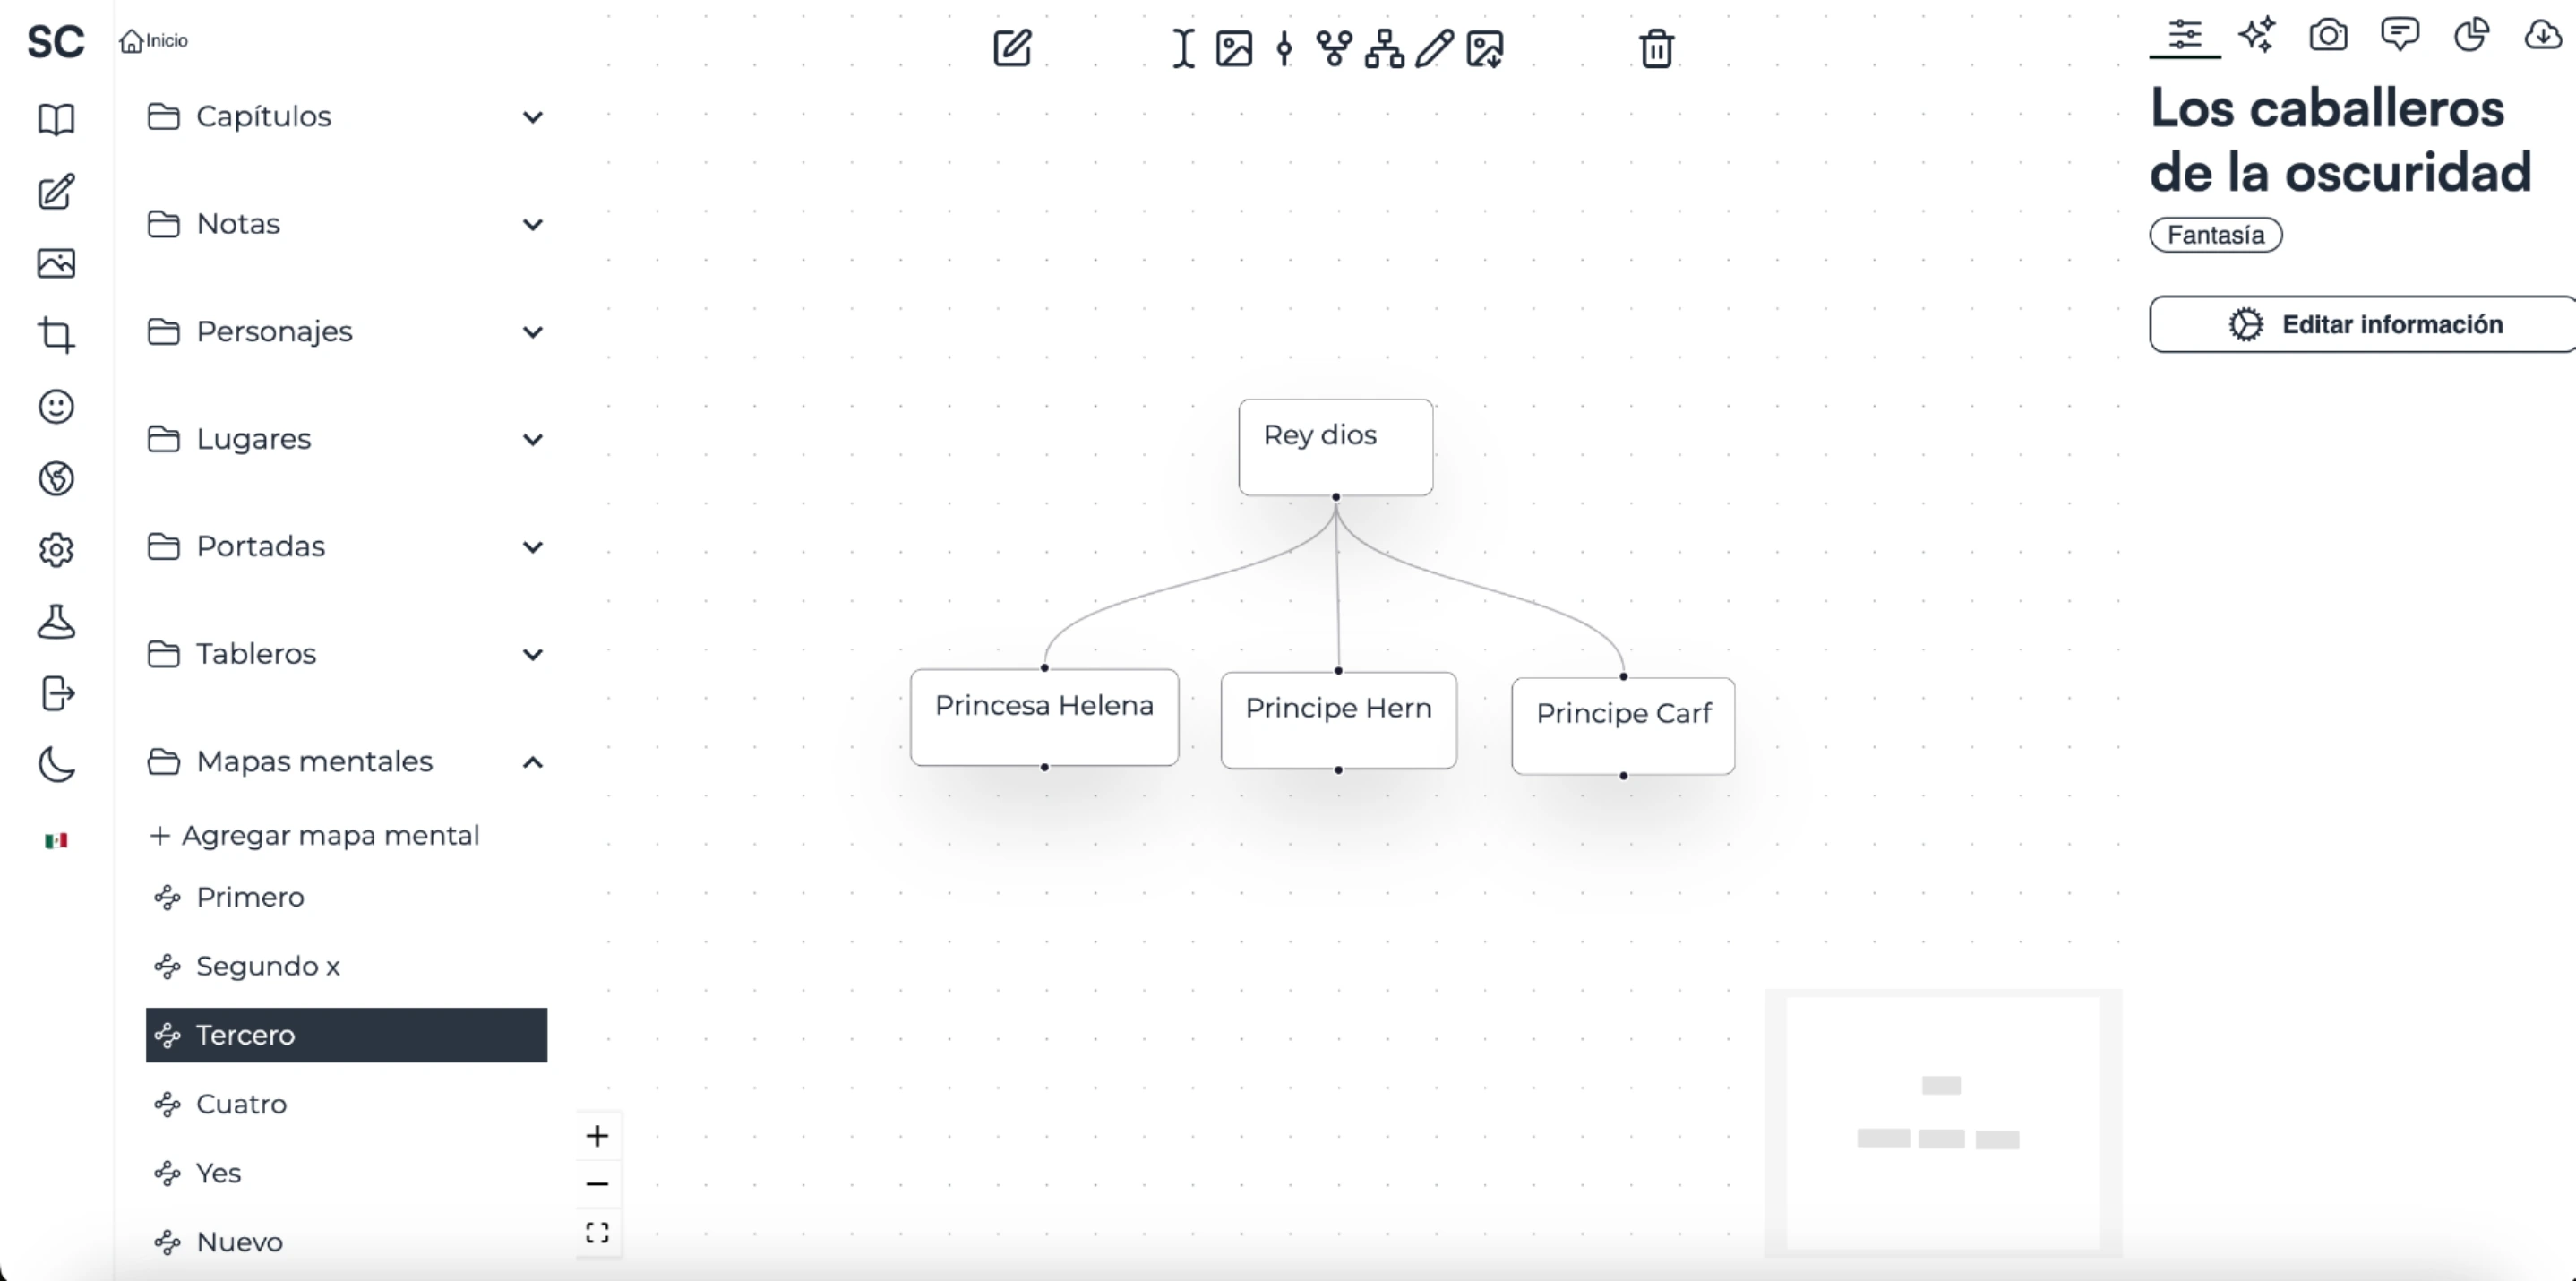 SC
Inicio
Capítulos
Notas
Personajes
Lugares
Portadas
Tableros
Mapas mentales
+ Agregar mapa mental
Primero
Segundo x
Tercero
Cuatro
Yes
Nuevo
Rey dios
Princesa Helena
Principe Hern
Principe Carf
Los caballeros
de la oscuridad
Fantasía
Editar información